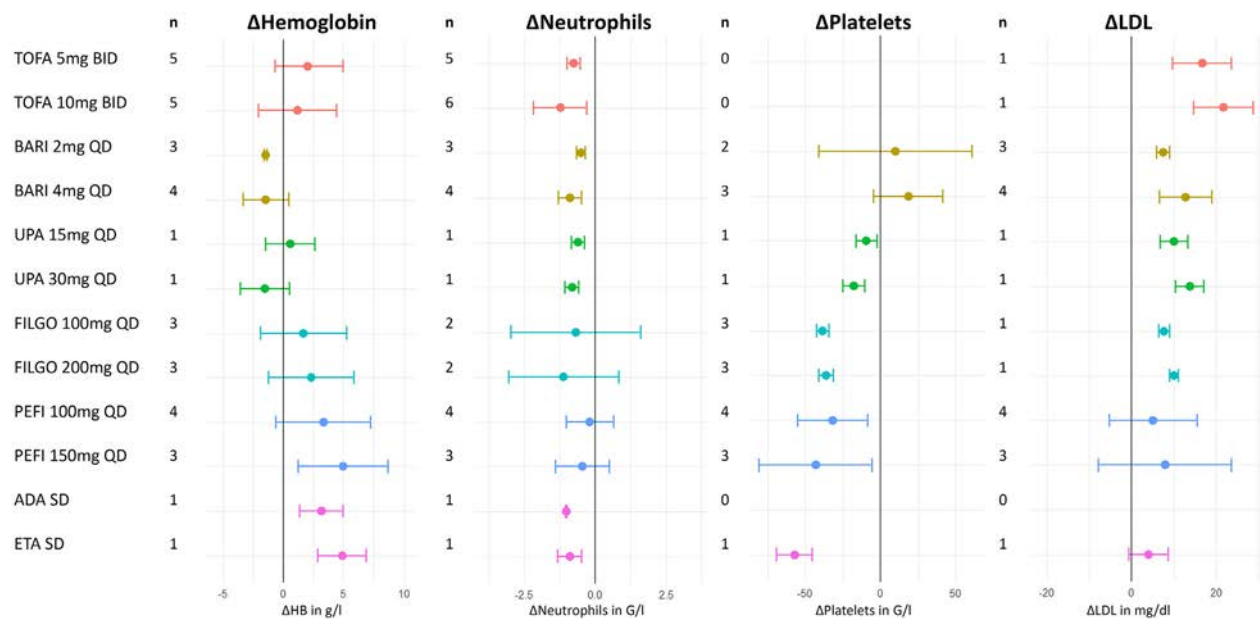 n ΔHemoglobin n ΔNeutrophils n ΔPlatelets n ΔLDL
TOFA 5mg BID 5 5 0 1
TOFA 10mg BID 5 6 0 1
BARI 2mg QD 3 3 2 3
BARI 4mg QD 4 4 3 4
UPA 15mg QD 1 1 1 1
UPA 30mg QD 1 1 1 1
FILGO 100mg QD 3 2 3 1
FILGO 200mg QD 3 2 3 1
PEFI 100mg QD 4 4 4 4
PEFI 150mg QD 3 3 3 3
ADA SD 1 1 0 0
ETA SD 1 1 1 1
-5 0 5 10 -2.5 0.0 2.5 -50 0 50 -20 0 20
ΔHB in g/l ΔNeutrophils in G/l ΔPlatelets in G/l ΔLDL in mg/dl